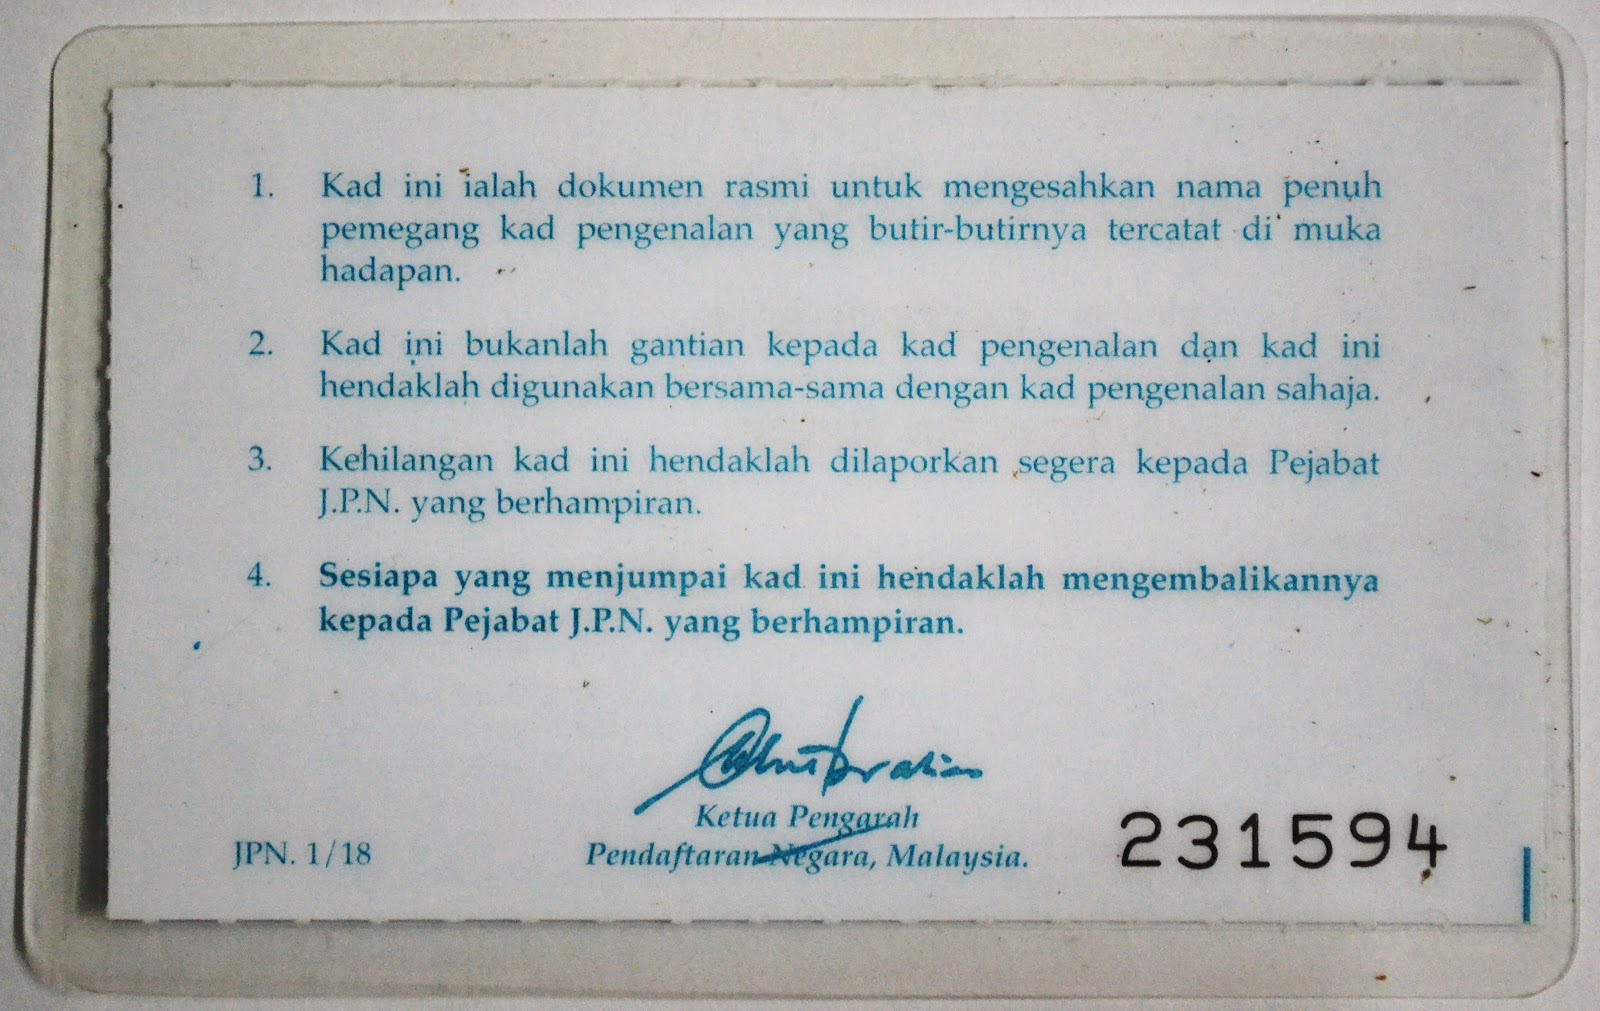 1. Kad ini ialah dokumen rasmi untuk mengesahkan nama penuh
pemegang kad pengenalan yang butir-butirnya tercatat di muka
hadapan.
2. Kad ini bukanlah gantian kepada kad pengenalan dan kad ini
hendaklah digunakan bersama-sama dengan kad pengenalan sahaja.
3. Kehilangan kad ini hendaklah dilaporkan segera kepada Pejabat
J.P.N. yang berhampiran.
4. Sesiapa yang menjumpai kad ini hendaklah mengembalikannya
kepada Pejabat J.P.N. yang berhampiran.
Ketua Pengarah
JPN. 1/18 Pendaftaran Negara, Malaysia. 231594